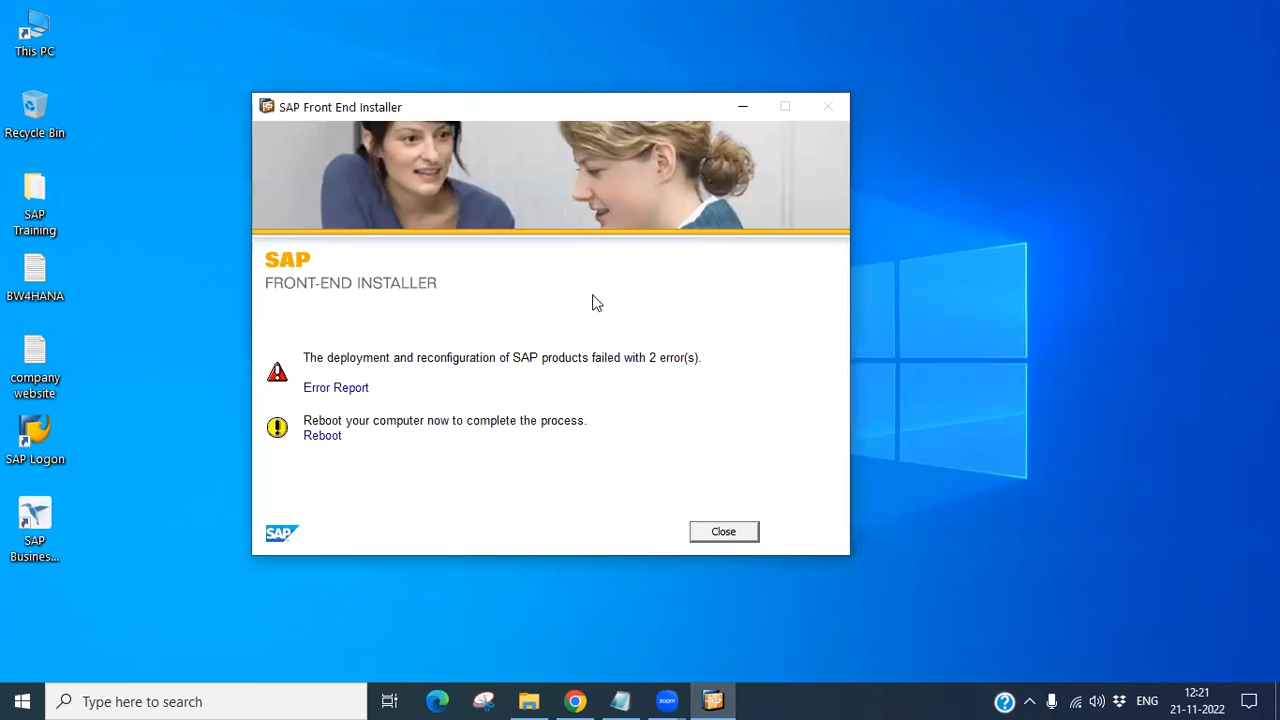 This PC
Recycle Bin
SAP
Training
BW4HANA
company
website
SAP Logon
SAP
Busines...
SAP Front End Installer
SAP
FRONT-END INSTALLER
The deployment and reconfiguration of SAP products failed with 2 error(s).
Error Report
Reboot your computer now to complete the process.
Reboot
SAP
Close
Type here to search
zoom
ENG
12:21
21-11-2022